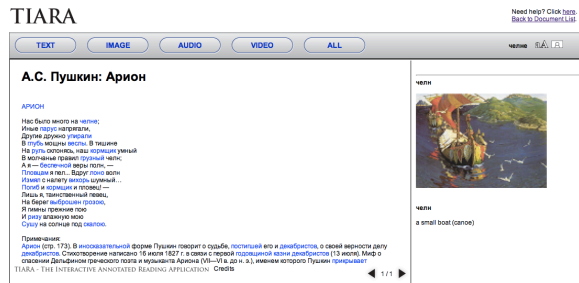 TIARA
Need help? Click here.
Back to Document List.
TEXT IMAGE AUDIO VIDEO ALL
челне
А.С. Пушкин: Арион
АРИОН
Нас было много на челне;
Иные парус напрягали,
Другие дружно упирали
В глубь мощны веслы. В тишине
На руль склонясь, наш кормщик умный
В молчанье правил грузный челн;
А я — беспечной веры полн, —
Пловцам я пел... Вдруг лоно волн
Измял с налету вихорь шумный...
Погиб и кормщик и пловец! —
Лишь я, таинственный певец,
На берег выброшен грозою,
Я гимны прежние пою
И ризу влажную мою
Сушу на солнце под скалою.
Примечания:
Арион (стр. 173). В иносказательной форме Пушкин говорит о судьбе, постигшей его и декабристов, о своей верности делу
декабристов. Стихотворение написано 16 июля 1827 г. в связи с первой годовщиной казни декабристов (13 июля). Миф о
спасении Дельфином греческого поэта и музыканта Ариона (VII—VI в. до н. э.), именем которого Пушкин прикрывает
TIARA - The Interactive Annotated Reading Application Credits
1 / 1
челн
челн
a small boat (canoe)